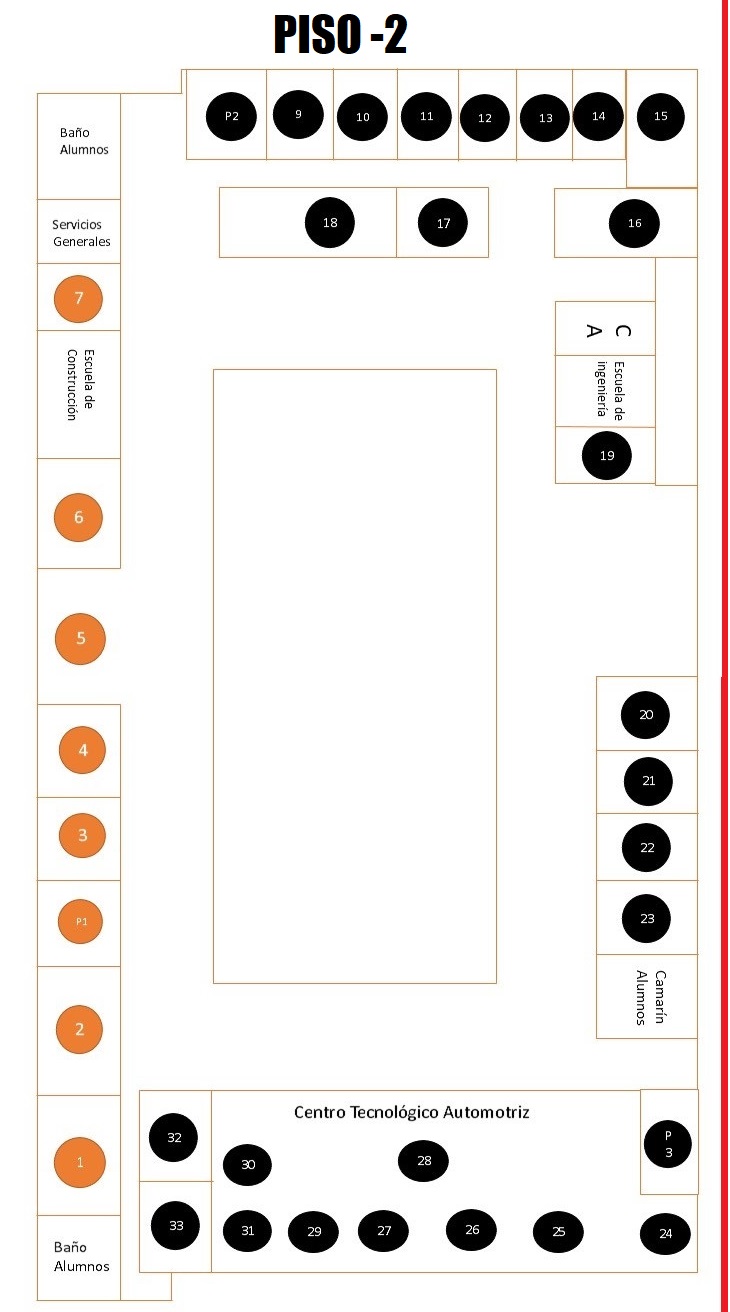 PISO -2
P2 9 10 11 12 13 14 15
Baño
Alumnos
Servicios
Generales
18 17 16
7
C
A
Escuela de
Construcción
Escuela de
ingeniería
19
6
5
4
3
P1
2
1
20
21
22
23
Camarín
Alumnos
Centro Tecnológico Automotriz
32
30
28
P
3
33
31 29 27 26 25 24
Baño
Alumnos